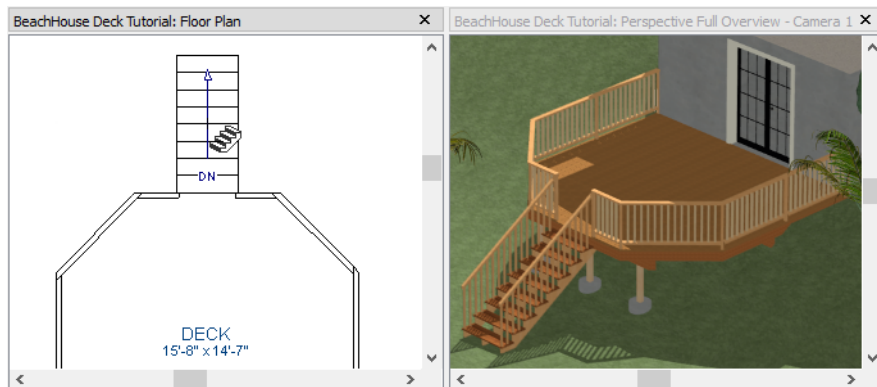 BeachHouse Deck Tutorial: Floor Plan
BeachHouse Deck Tutorial: Perspective Full Overview - Camera 1
DN
DECK
15'-8" x 14'-7"